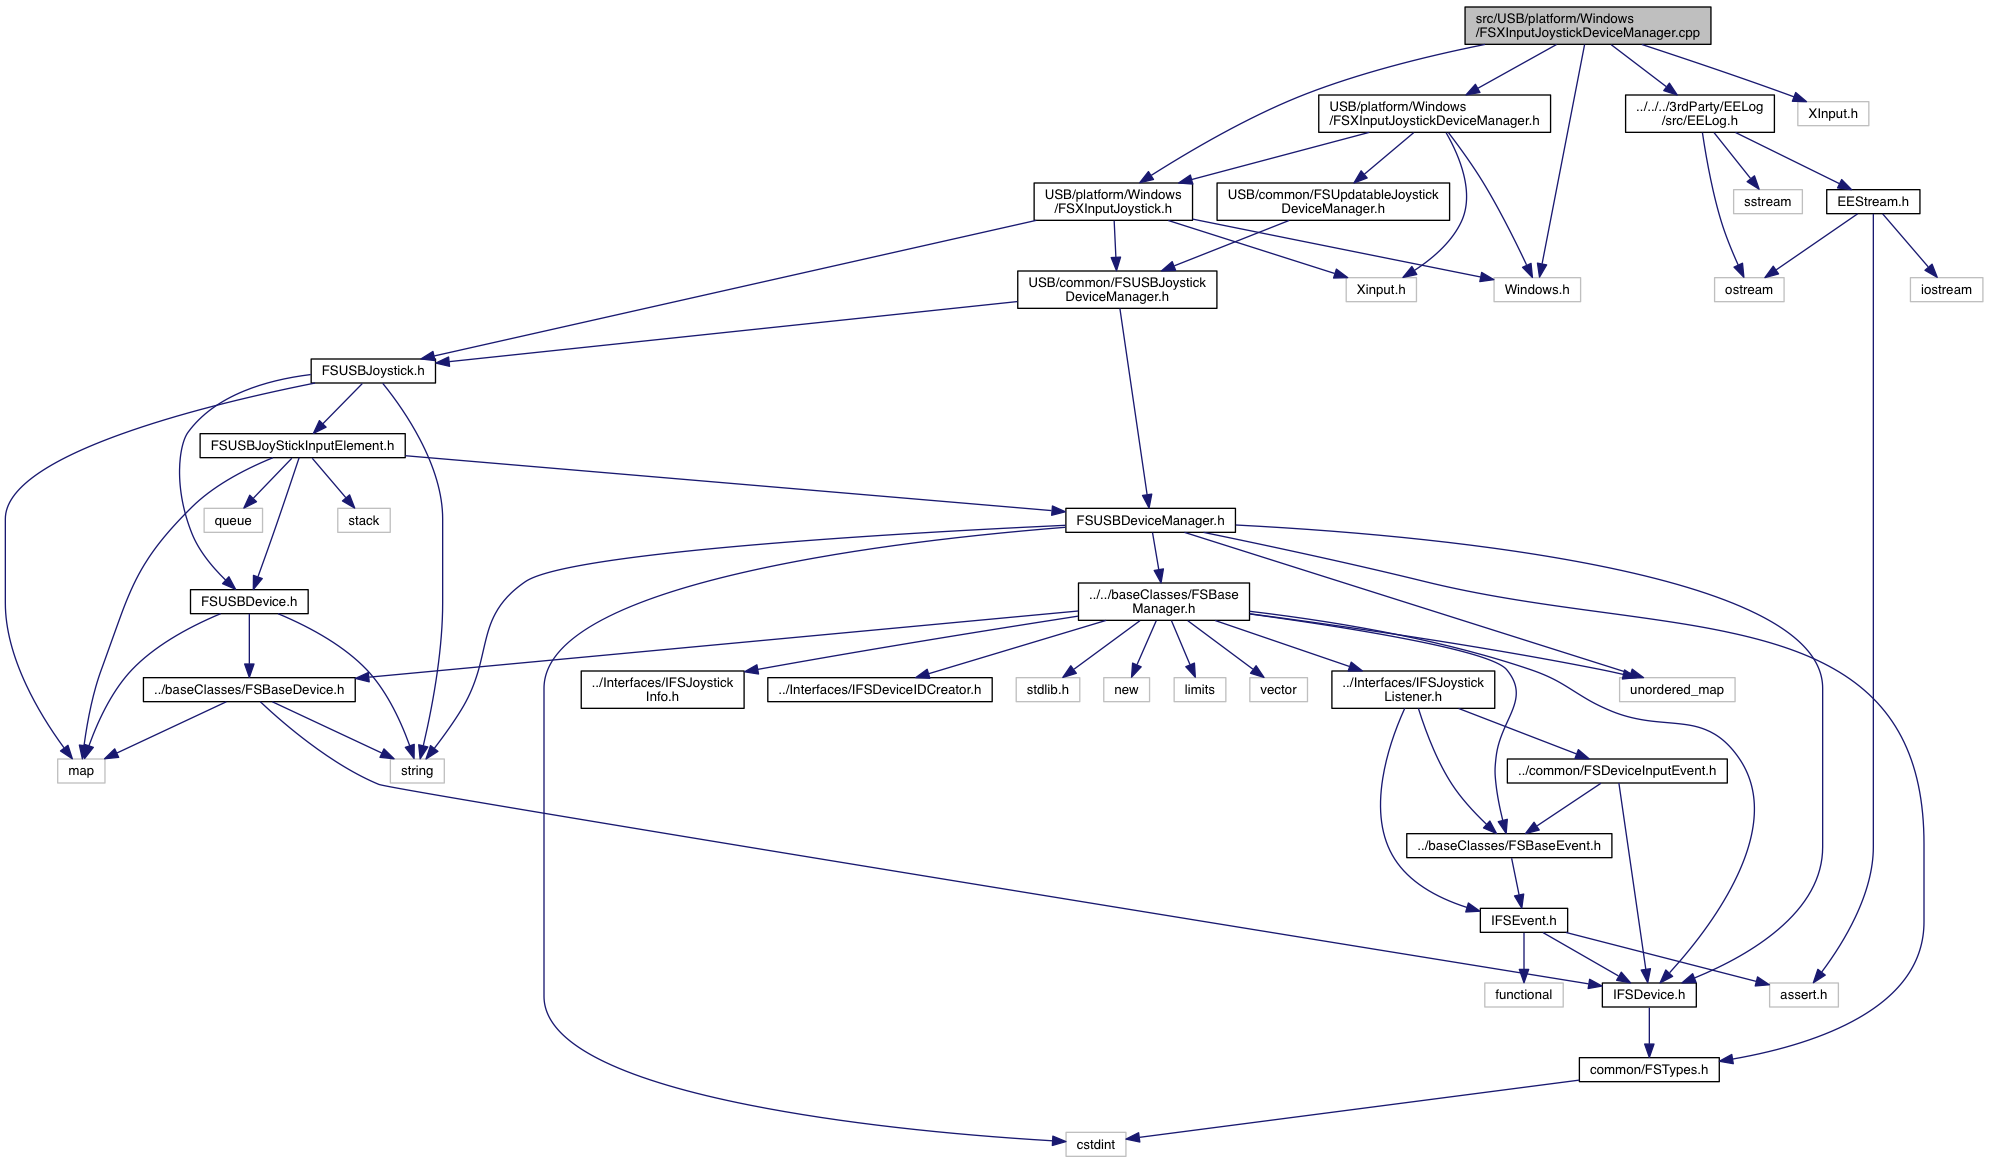 src/USB/platform/Windows
/FSXInputJoystickDeviceManager.cpp
USB/platform/Windows
/FSXInputJoystickDeviceManager.h
../../../3rdParty/EELog
/src/EELog.h
XInput.h
USB/platform/Windows
/FSXInputJoystick.h
USB/common/FSUpdatableJoystick
DeviceManager.h
sstream
EEStream.h
USB/common/FSUSBJoystick
DeviceManager.h
Xinput.h
Windows.h
ostream
iostream
FSUSBJoystick.h
FSUSBJoyStickInputElement.h
queue
stack
FSUSBDeviceManager.h
FSUSBDevice.h
../../baseClasses/FSBase
Manager.h
../baseClasses/FSBaseDevice.h
../Interfaces/IFSJoystick
Info.h
../Interfaces/IFSDeviceIDCreator.h
stdlib.h
new
limits
vector
../Interfaces/IFSJoystick
Listener.h
unordered_map
map
string
../common/FSDeviceInputEvent.h
../baseClasses/FSBaseEvent.h
IFSEvent.h
functional
IFSDevice.h
assert.h
common/FSTypes.h
cstdint